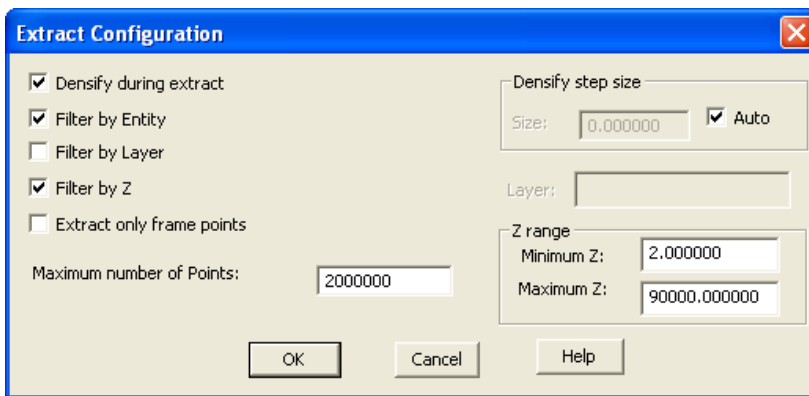 Extract Configuration
Densify during extract
Filter by Entity
Filter by Layer
Filter by Z
Extract only frame points
Maximum number of Points: 2000000
Densify step size
Size: 0.000000 Auto
Layer:
Z range
Minimum Z: 2.000000
Maximum Z: 90000.000000
OK Cancel Help